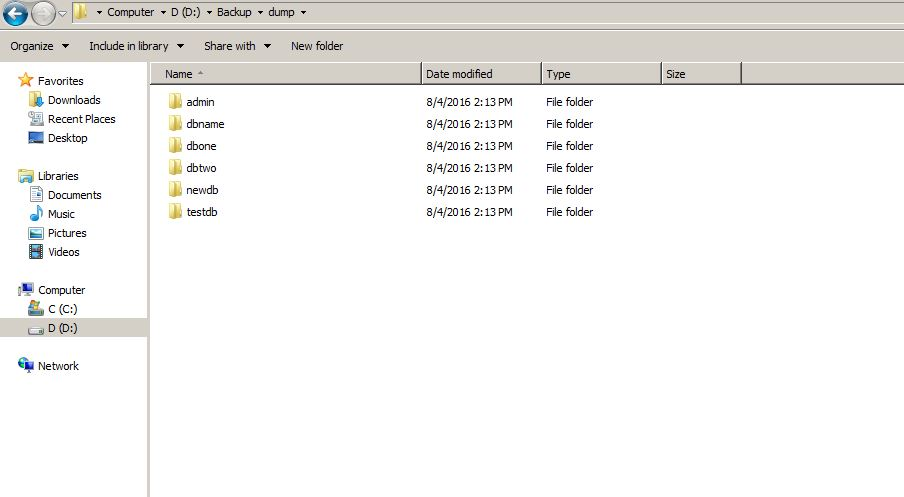 Computer D (D:) Backup dump
Organize Include in library Share with New folder
Favorites
Downloads
Recent Places
Desktop
Libraries
Documents
Music
Pictures
Videos
Computer
C (C:)
D (D:)
Network
Name Date modified Type Size
admin 8/4/2016 2:13 PM File folder
dbname 8/4/2016 2:13 PM File folder
dbone 8/4/2016 2:13 PM File folder
dbtwo 8/4/2016 2:13 PM File folder
newdb 8/4/2016 2:13 PM File folder
testdb 8/4/2016 2:13 PM File folder